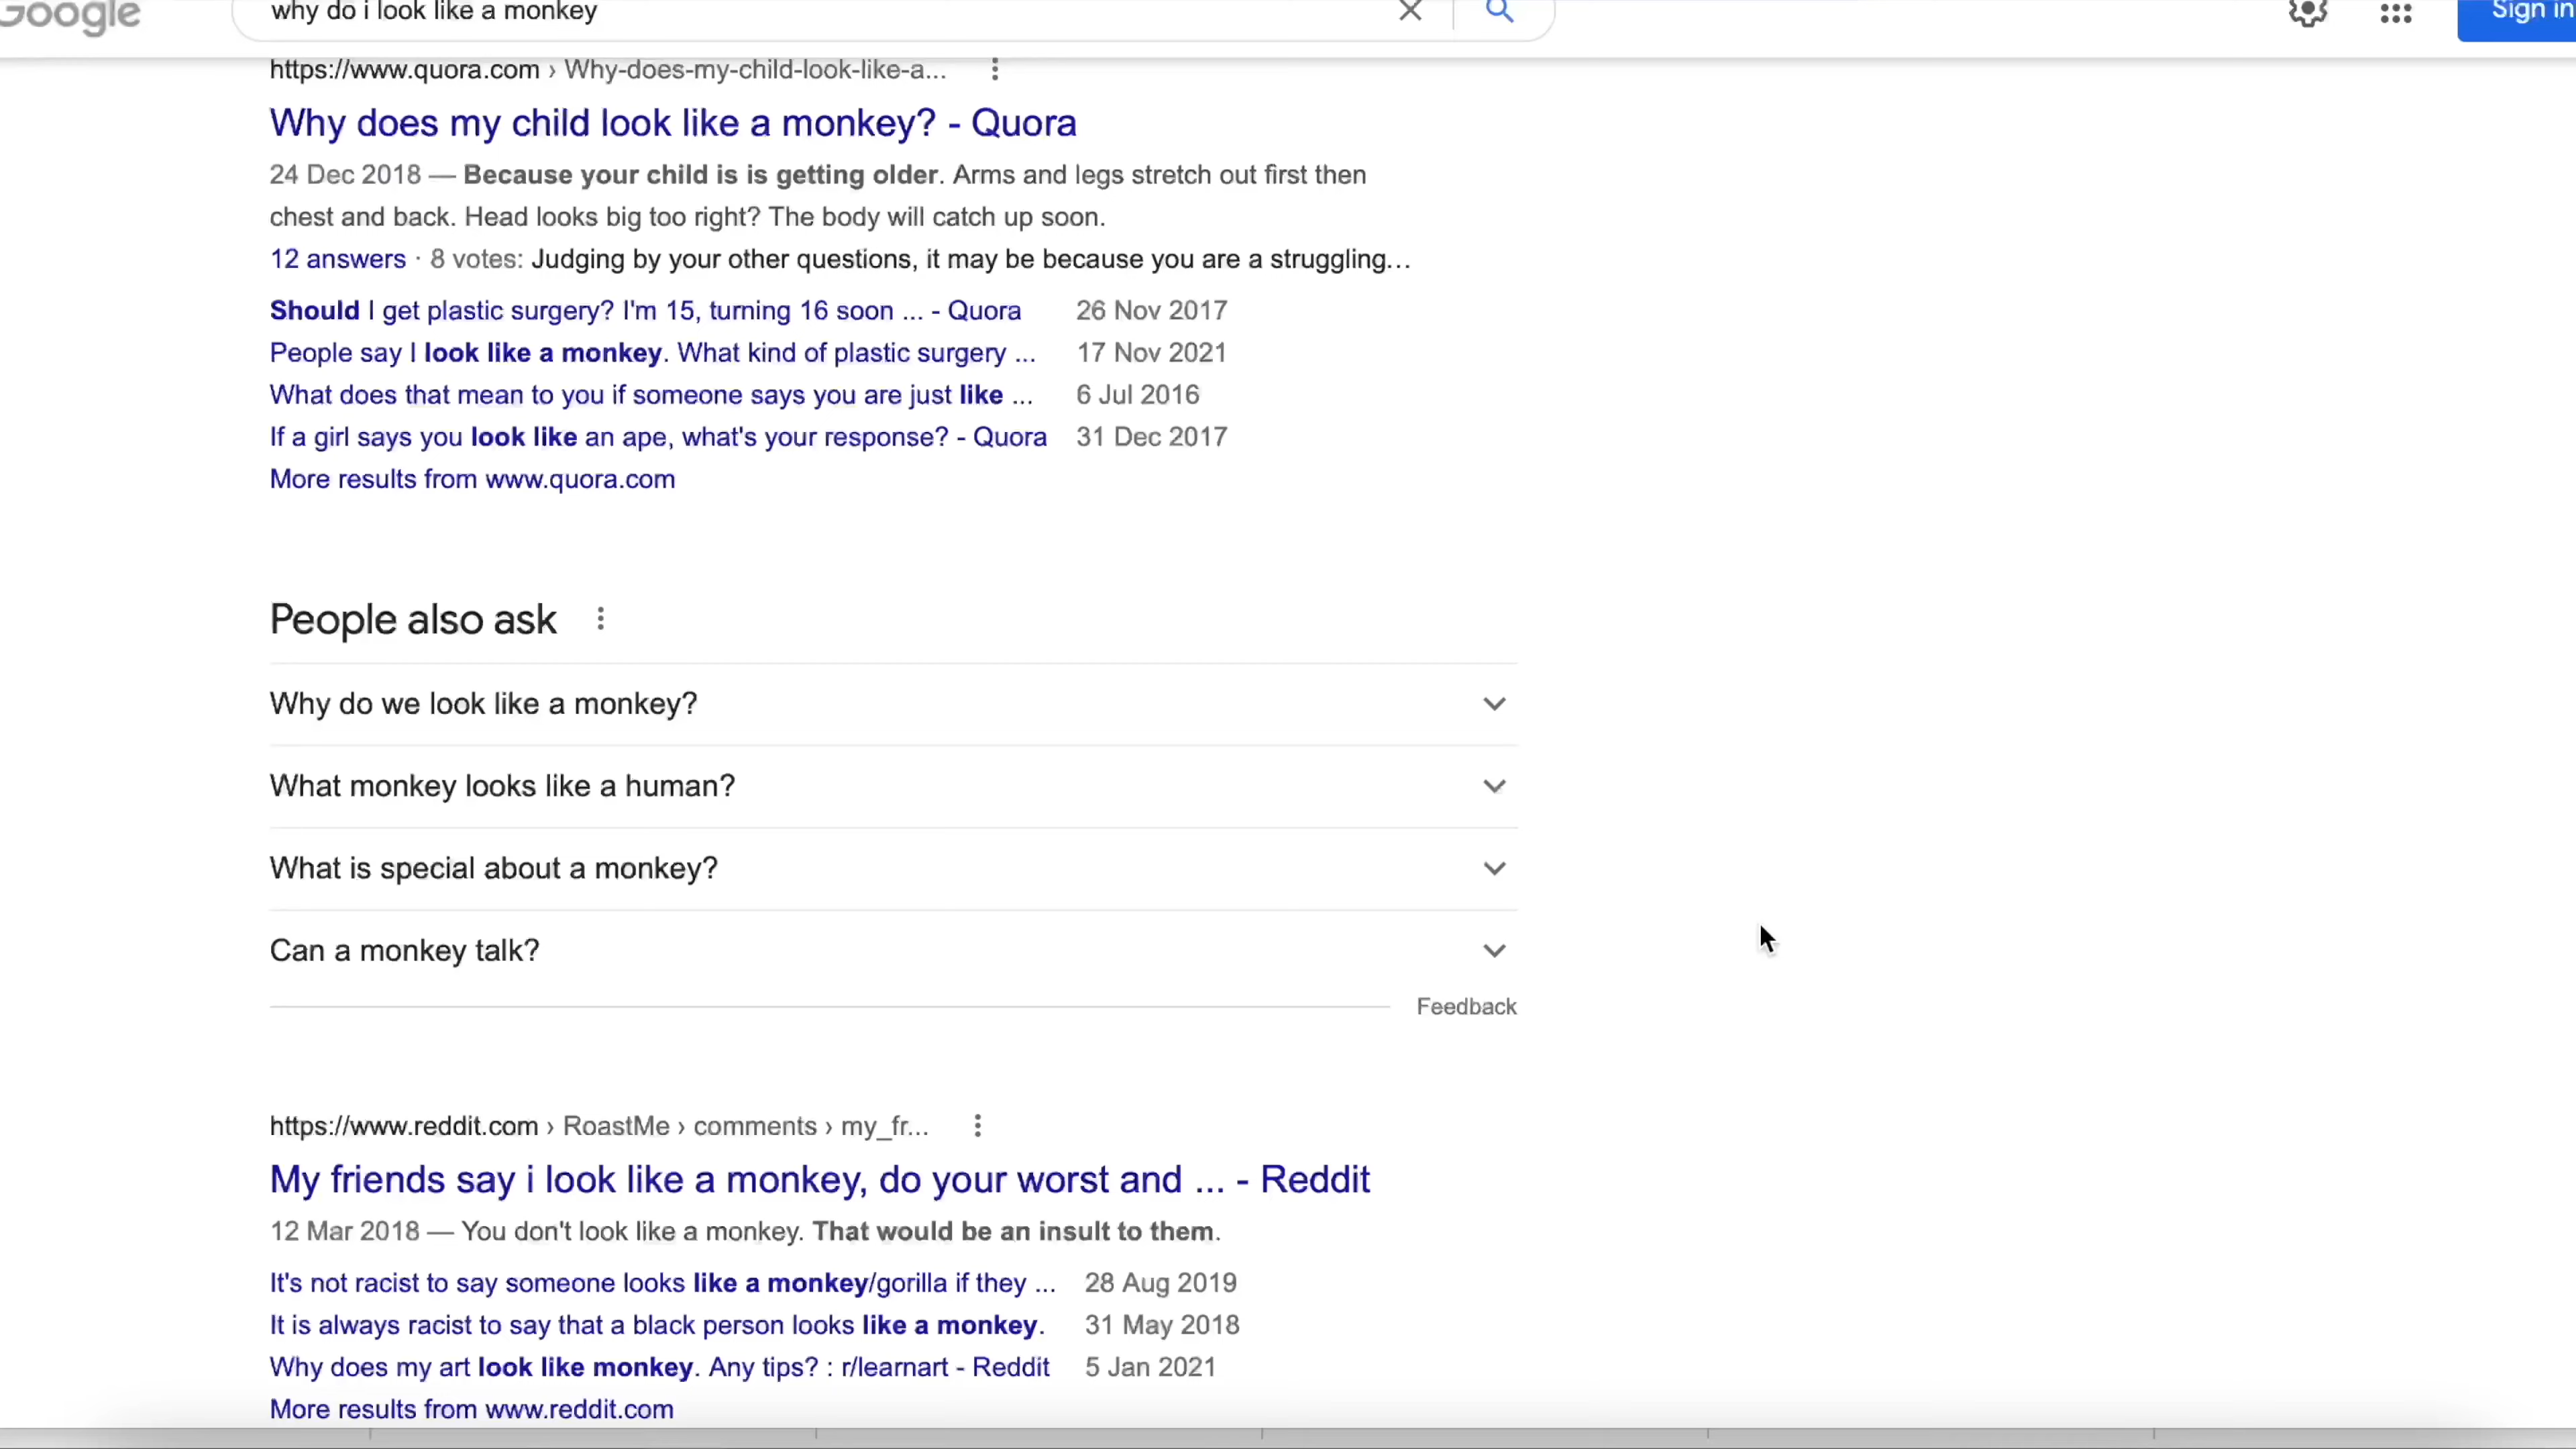 Google
why do i look like a monkey
Sign in
https://www.quora.com › Why-does-my-child-look-like-a...
Why does my child look like a monkey? - Quora
24 Dec 2018 — Because your child is is getting older. Arms and legs stretch out first then
chest and back. Head looks big too right? The body will catch up soon.
12 answers · 8 votes: Judging by your other questions, it may be because you are a struggling...
Should I get plastic surgery? I'm 15, turning 16 soon ... - Quora 26 Nov 2017
People say I look like a monkey. What kind of plastic surgery ... 17 Nov 2021
What does that mean to you if someone says you are just like ... 6 Jul 2016
If a girl says you look like an ape, what's your response? - Quora 31 Dec 2017
More results from www.quora.com
People also ask
Why do we look like a monkey?
What monkey looks like a human?
What is special about a monkey?
Can a monkey talk?
Feedback
https://www.reddit.com › RoastMe › comments › my_fr...
My friends say i look like a monkey, do your worst and ... - Reddit
12 Mar 2018 — You don't look like a monkey. That would be an insult to them.
It's not racist to say someone looks like a monkey/gorilla if they ... 28 Aug 2019
It is always racist to say that a black person looks like a monkey. 31 May 2018
Why does my art look like monkey. Any tips? : r/learnart - Reddit 5 Jan 2021
More results from www.reddit.com